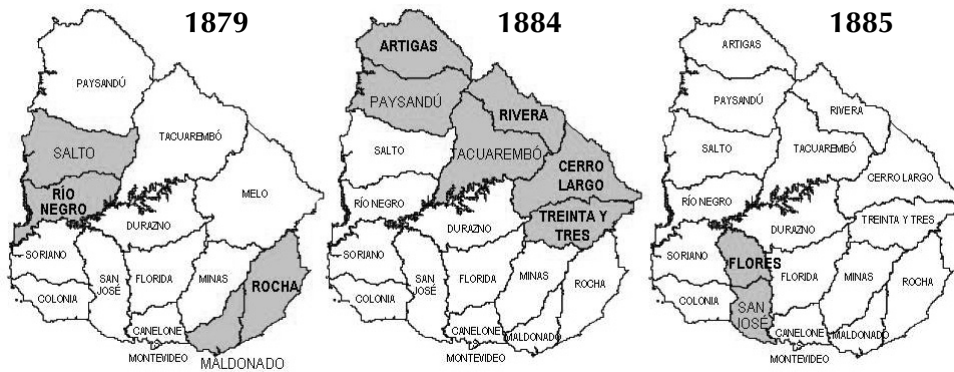 1879
PAYSANDÚ
TACUAREMBÓ
SALTO
MELO
RÍO
NEGRO
DURAZNO
SORIANO
SAN
JOSÉ
FLORIDA
MINAS
ROCHA
COLONIA
CANELONE
MONTEVIDEO
MALDONADO
1884
ARTIGAS
PAYSANDÚ
RIVERA
SALTO
TACUAREMBÓ
CERRO
LARGO
RÍO NEGRO
TREINTA Y
TRES
DURAZNO
SORIANO
SAN
JOSÉ
FLORIDA
MINAS
ROCHA
COLONIA
CANELONE
MALDONADO
MONTEVIDEO
1885
ARTIGAS
PAYSANDÚ
RIVERA
SALTO
TACUAREMBÓ
CERRO LARGO
RÍO NEGRO
TREINTA Y TRES
DURAZNO
SORIANO
FLORES
FLORIDA
MINAS
ROCHA
COLONIA
SAN
JOSÉ
CANELONE
MALDONADO
MONTEVIDEO